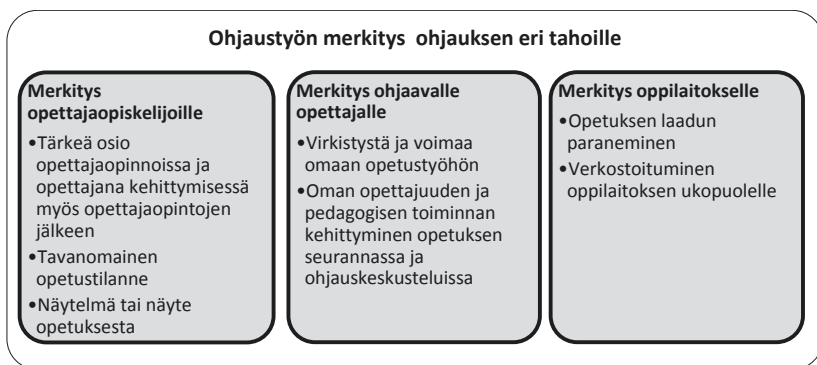 Ohjaustyön merkitys ohjauksen eri tahoille
Merkitys
opettajaopiskelijoille
•Tärkeä osio
opettajaopinnoissa ja
opettajana kehittymisessä
myös opettajaopintojen
jälkeen
•Tavanomainen
opetustilanne
•Näytelmä tai näyte
opetuksesta
Merkitys ohjaavalle
opettajalle
•Virkistystä ja voimaa
omaan opetustyöhön
•Oman opettajuuden ja
pedagogisen toiminnan
kehittyminen opetuksen
seurannassa ja
ohjauskeskusteluissa
Merkitys oppilaitokselle
•Opetuksen laadun
paraneminen
•Verkostoituminen
oppilaitoksen ukopuolelle